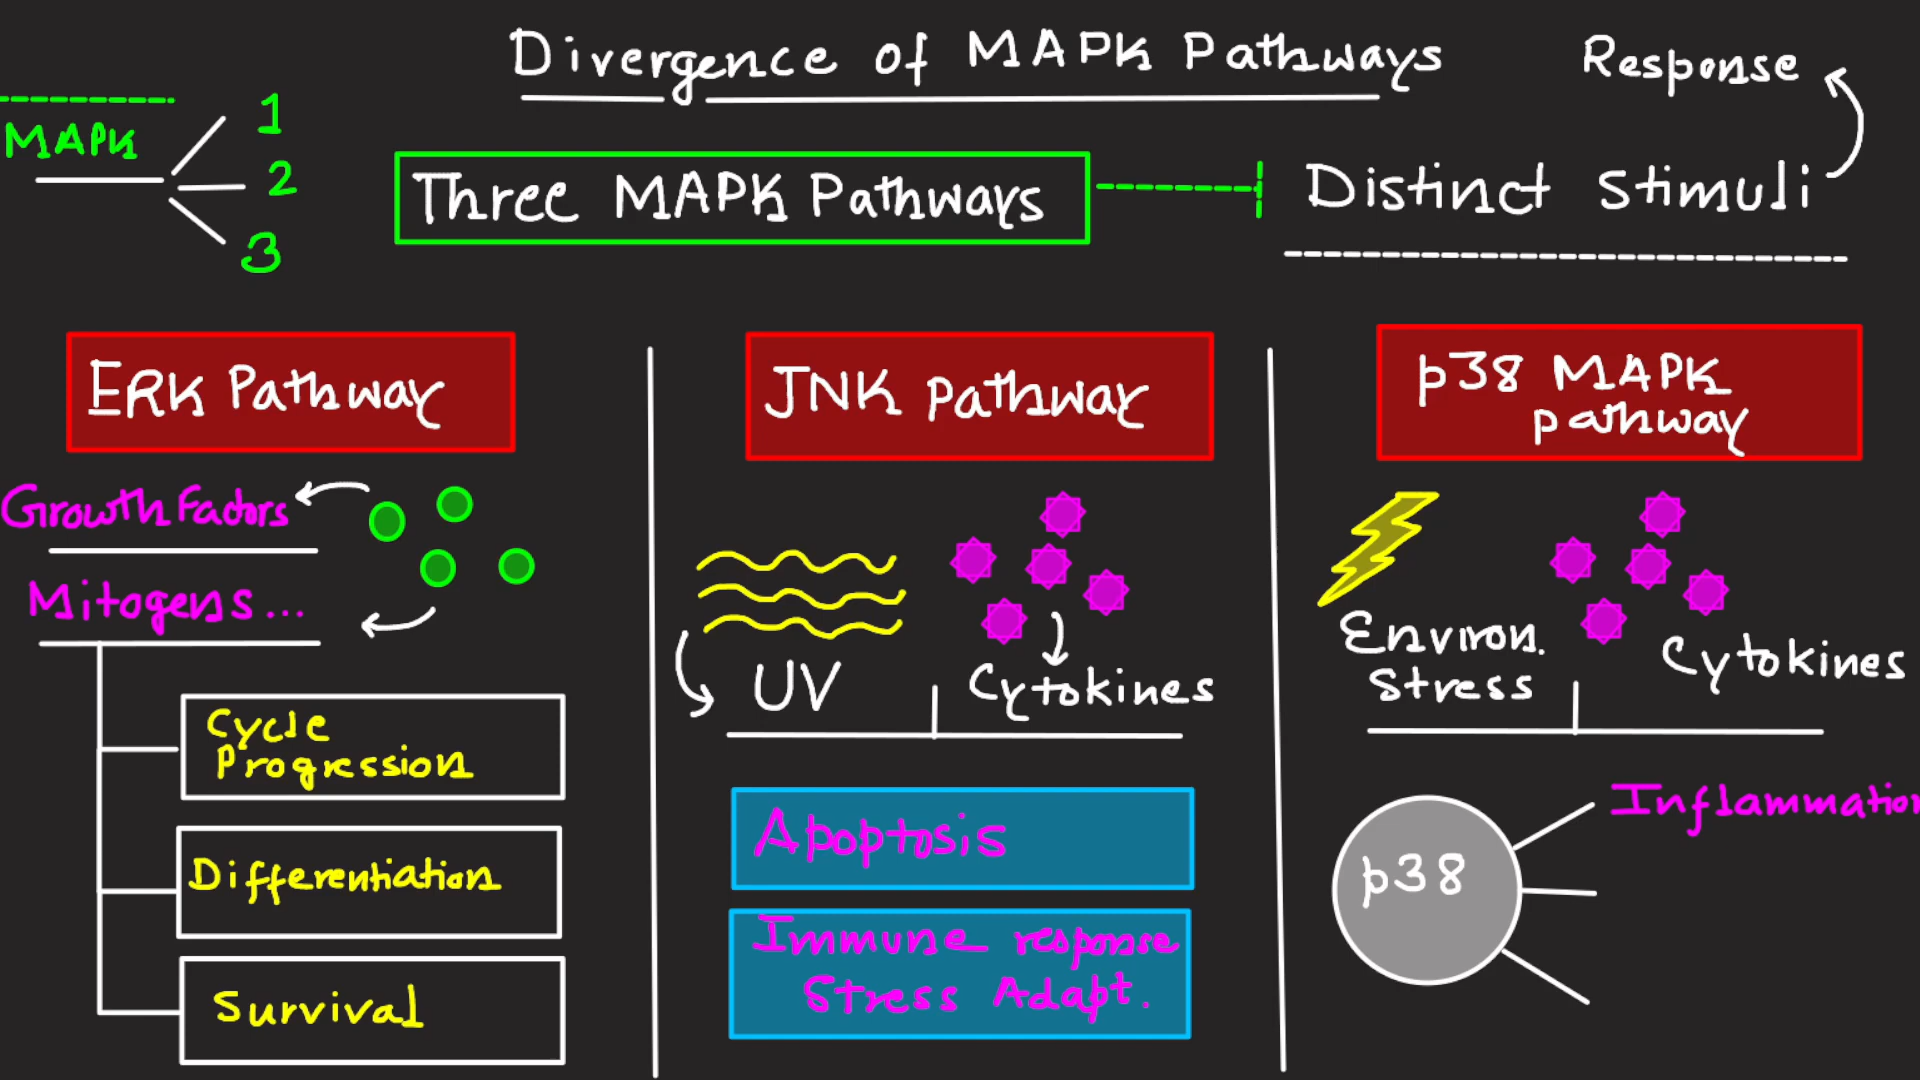 Divergence of MAPK Pathways
Response
MAPK
1
2
3
Three MAPK Pathways
Distinct Stimuli
ERK Pathway
Growth Factors
Mitogens...
Cycle
Progression
Differentiation
Survival
JNK pathway
UV
Cytokines
Apoptosis
Immune response
Stress Adapt.
p38 MAPK
pathway
Environ.
Stress
Cytokines
p38
Inflammation